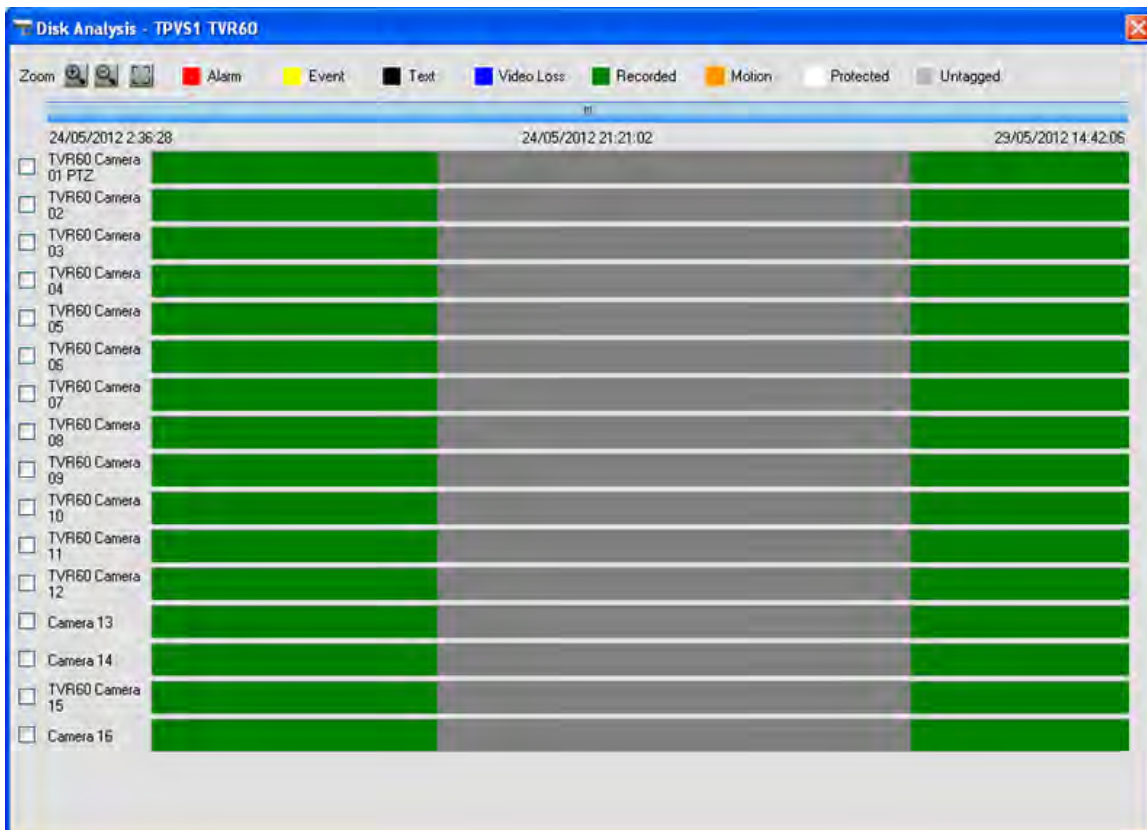 Disk Analysis - TPVS1 TVR60
Zoom Alarm Event Text Video Loss Recorded Motion Protected Untagged
24/05/2012 2:36:28 24/05/2012 21:21:02 29/05/2012 14:42:06
TVR60 Camera
01 PTZ
TVR60 Camera
02
TVR60 Camera
03
TVR60 Camera
04
TVR60 Camera
05
TVR60 Camera
06
TVR60 Camera
07
TVR60 Camera
08
TVR60 Camera
09
TVR60 Camera
10
TVR60 Camera
11
TVR60 Camera
12
Camera 13
Camera 14
TVR60 Camera
15
Camera 16